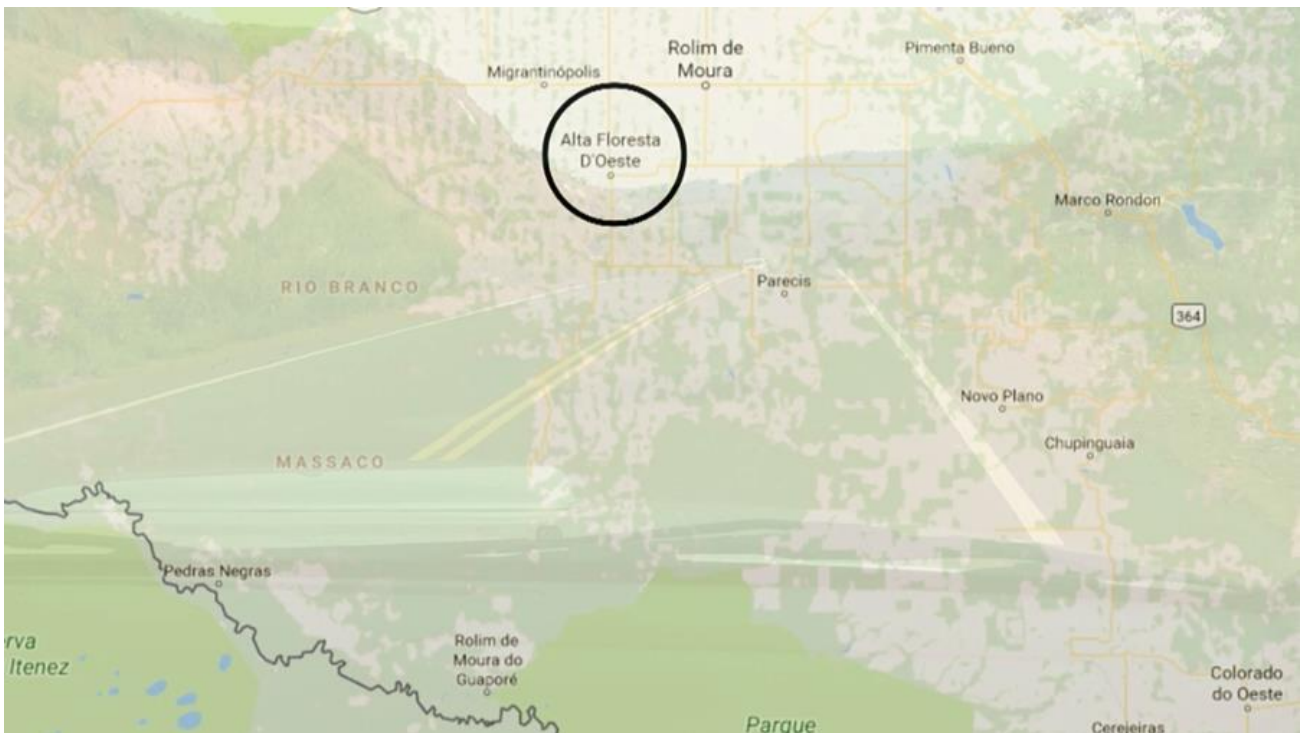 Rolim de
Moura
Pimenta Bueno
Migrantinópolis
Alta Floresta
D'Oeste
Marco Rondon
RIO BRANCO
Parecis
364
Novo Plano
Chupinguaia
MASSACO
Pedras Negras
rva
Itenez
Rolim de
Moura do
Guaporé
Colorado
do Oeste
Parque
Cerejeiras